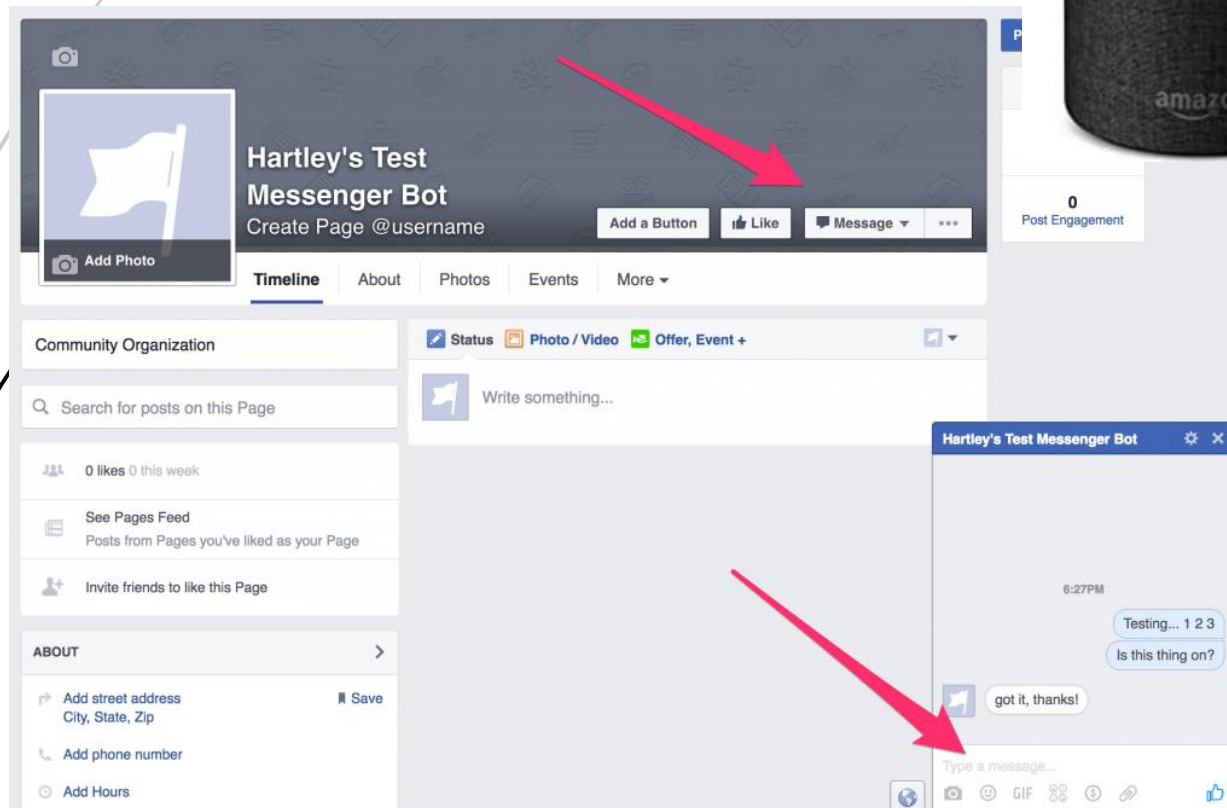 Hartley's Test
Messenger Bot
Create Page @username
Add Photo
Add a Button
Like
Message
Timeline
About
Photos
Events
More
0
Post Engagement
Community Organization
Search for posts on this Page
0 likes 0 this week
See Pages Feed
Posts from Pages you've liked as your Page
Invite friends to like this Page
ABOUT
Add street address
City, State, Zip
Save
Add phone number
Add Hours
Status
Photo / Video
Offer, Event +
Write something...
Hartley's Test Messenger Bot
6:27PM
Testing... 1 2 3
Is this thing on?
got it, thanks!
Type a message...
GIF